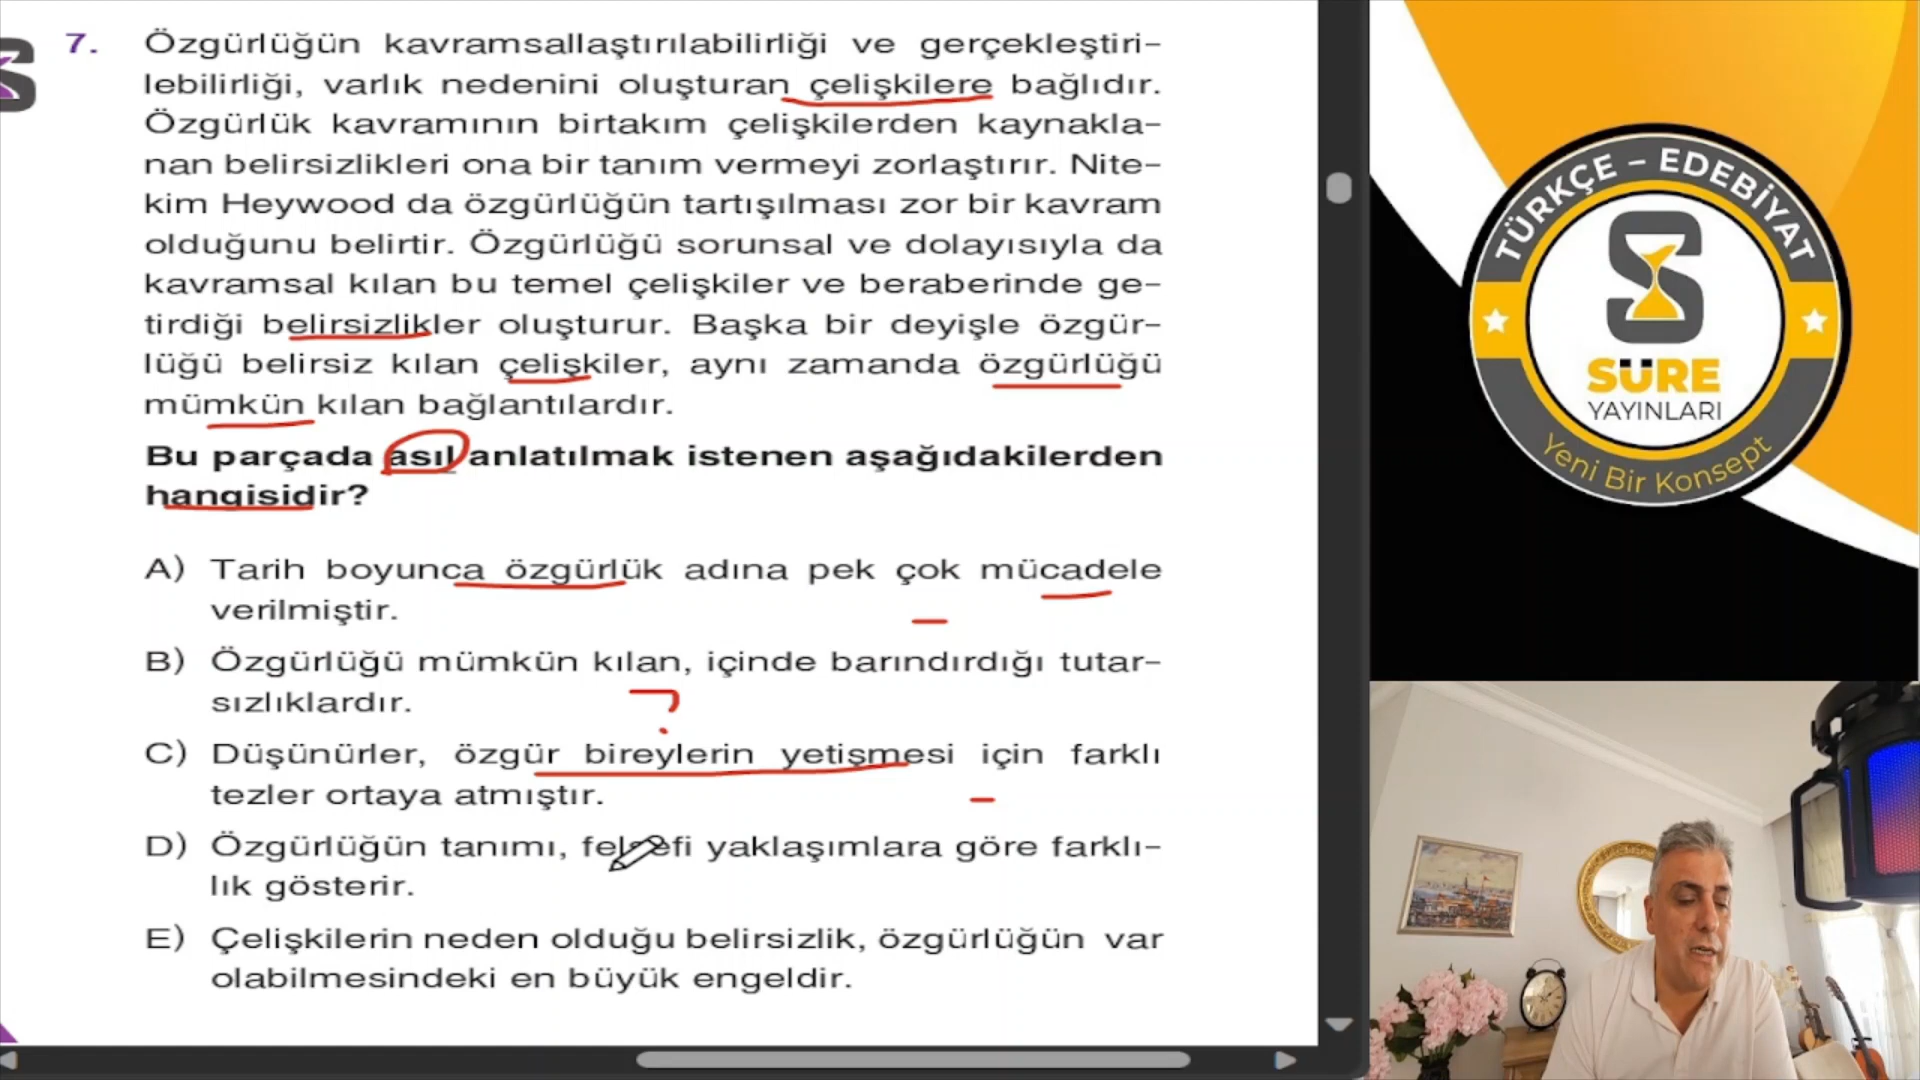 7. Özgürlüğün kavramsallaştırılabilirliği ve gerçekleştiri-
lebilirliği, varlık nedenini oluşturan çelişkilere bağlıdır.
Özgürlük kavramının birtakım çelişkilerden kaynakla-
nan belirsizlikleri ona bir tanım vermeyi zorlaştırır. Nite-
kim Heywood da özgürlüğün tartışılması zor bir kavram
olduğunu belirtir. Özgürlüğü sorunsal ve dolayısıyla da
kavramsal kılan bu temel çelişkiler ve beraberinde ge-
tirdiği belirsizlikler oluşturur. Başka bir deyişle özgür-
lüğü belirsiz kılan çelişkiler, aynı zamanda özgürlüğü
mümkün kılan bağlantılardır.
Bu parçada asıl anlatılmak istenen aşağıdakilerden
hangisidir?
A) Tarih boyunca özgürlük adına pek çok mücadele
verilmiştir.
B) Özgürlüğü mümkün kılan, içinde barındırdığı tutar-
sızlıklardır.
?
C) Düşünürler, özgür bireylerin yetişmesi için farklı
tezler ortaya atmıştır.
D) Özgürlüğün tanımı, felsefi yaklaşımlara göre farklı-
lık gösterir.
E) Çelişkilerin neden olduğu belirsizlik, özgürlüğün var
olabilmesindeki en büyük engeldir.
TÜRKÇE – EDEBİYAT
SÜRE
YAYINLARI
Yeni Bir Konsept